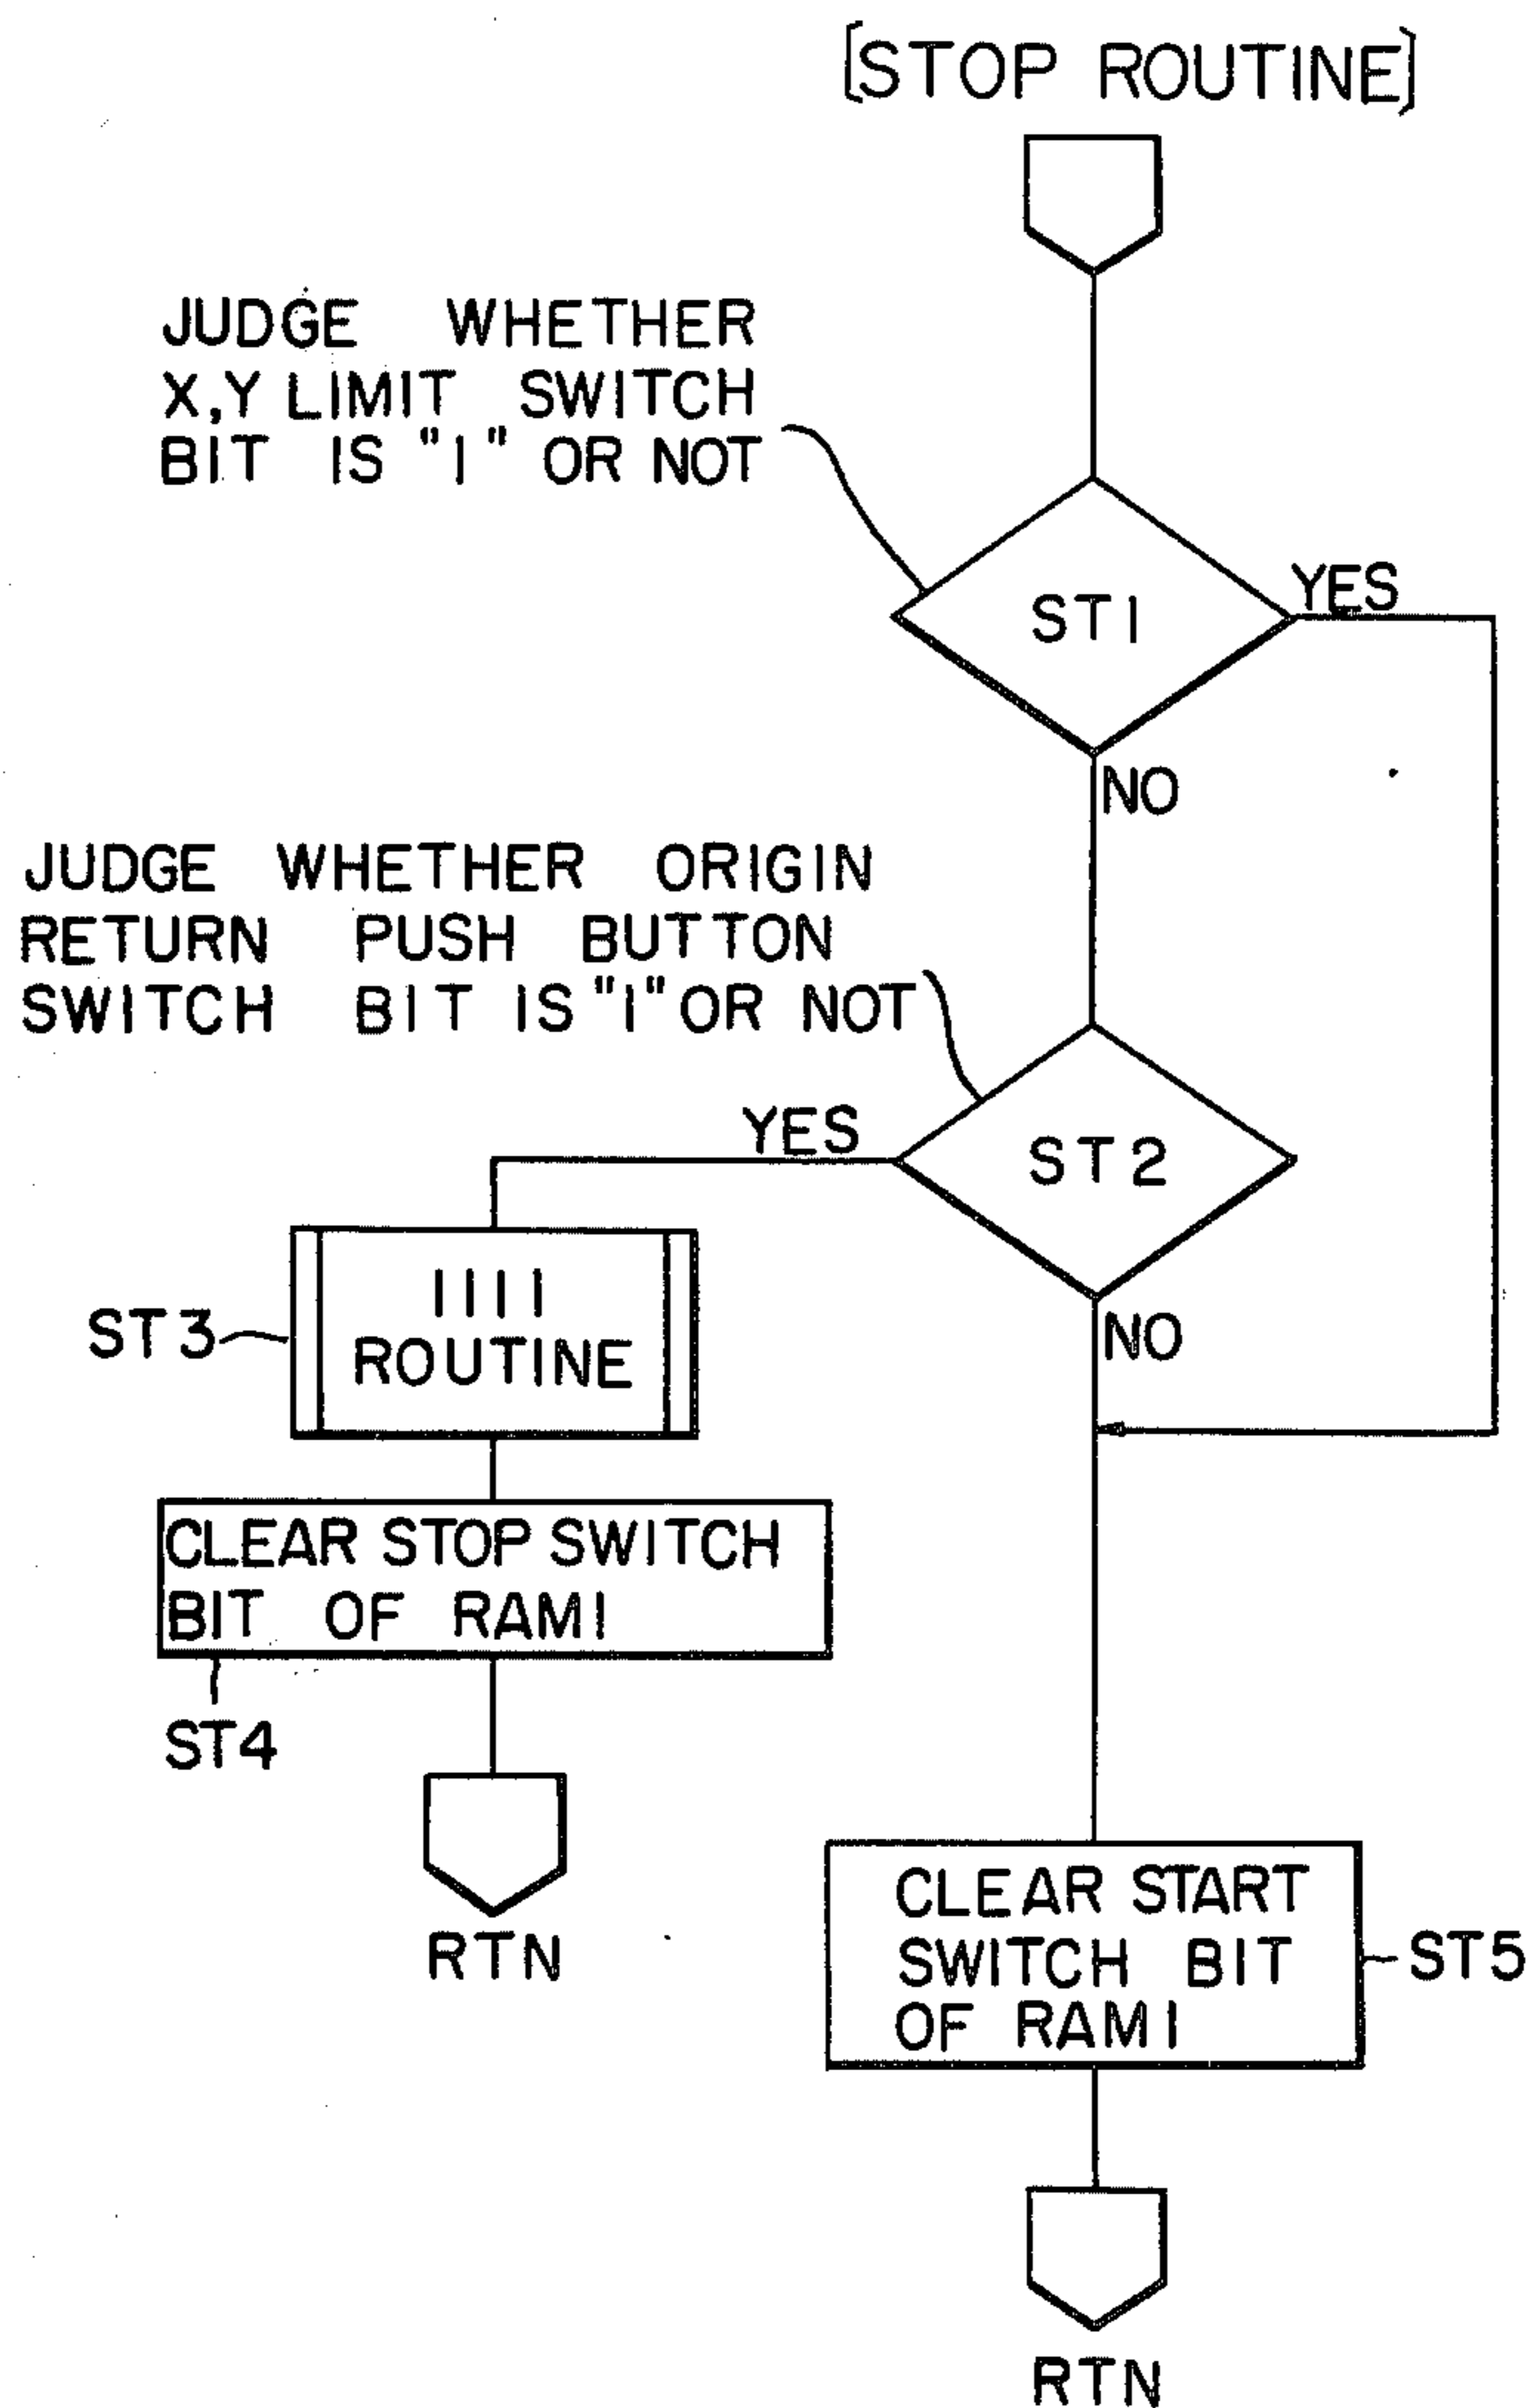 [STOP ROUTINE]
JUDGE WHETHER
X,Y LIMIT SWITCH
BIT IS "1" OR NOT
ST1
YES
NO
JUDGE WHETHER ORIGIN
RETURN PUSH BUTTON
SWITCH BIT IS "1" OR NOT
YES
ST2
NO
ST3
1111
ROUTINE
CLEAR STOP SWITCH
BIT OF RAM1
ST4
RTN
CLEAR START
SWITCH BIT
OF RAM1
ST5
RTN